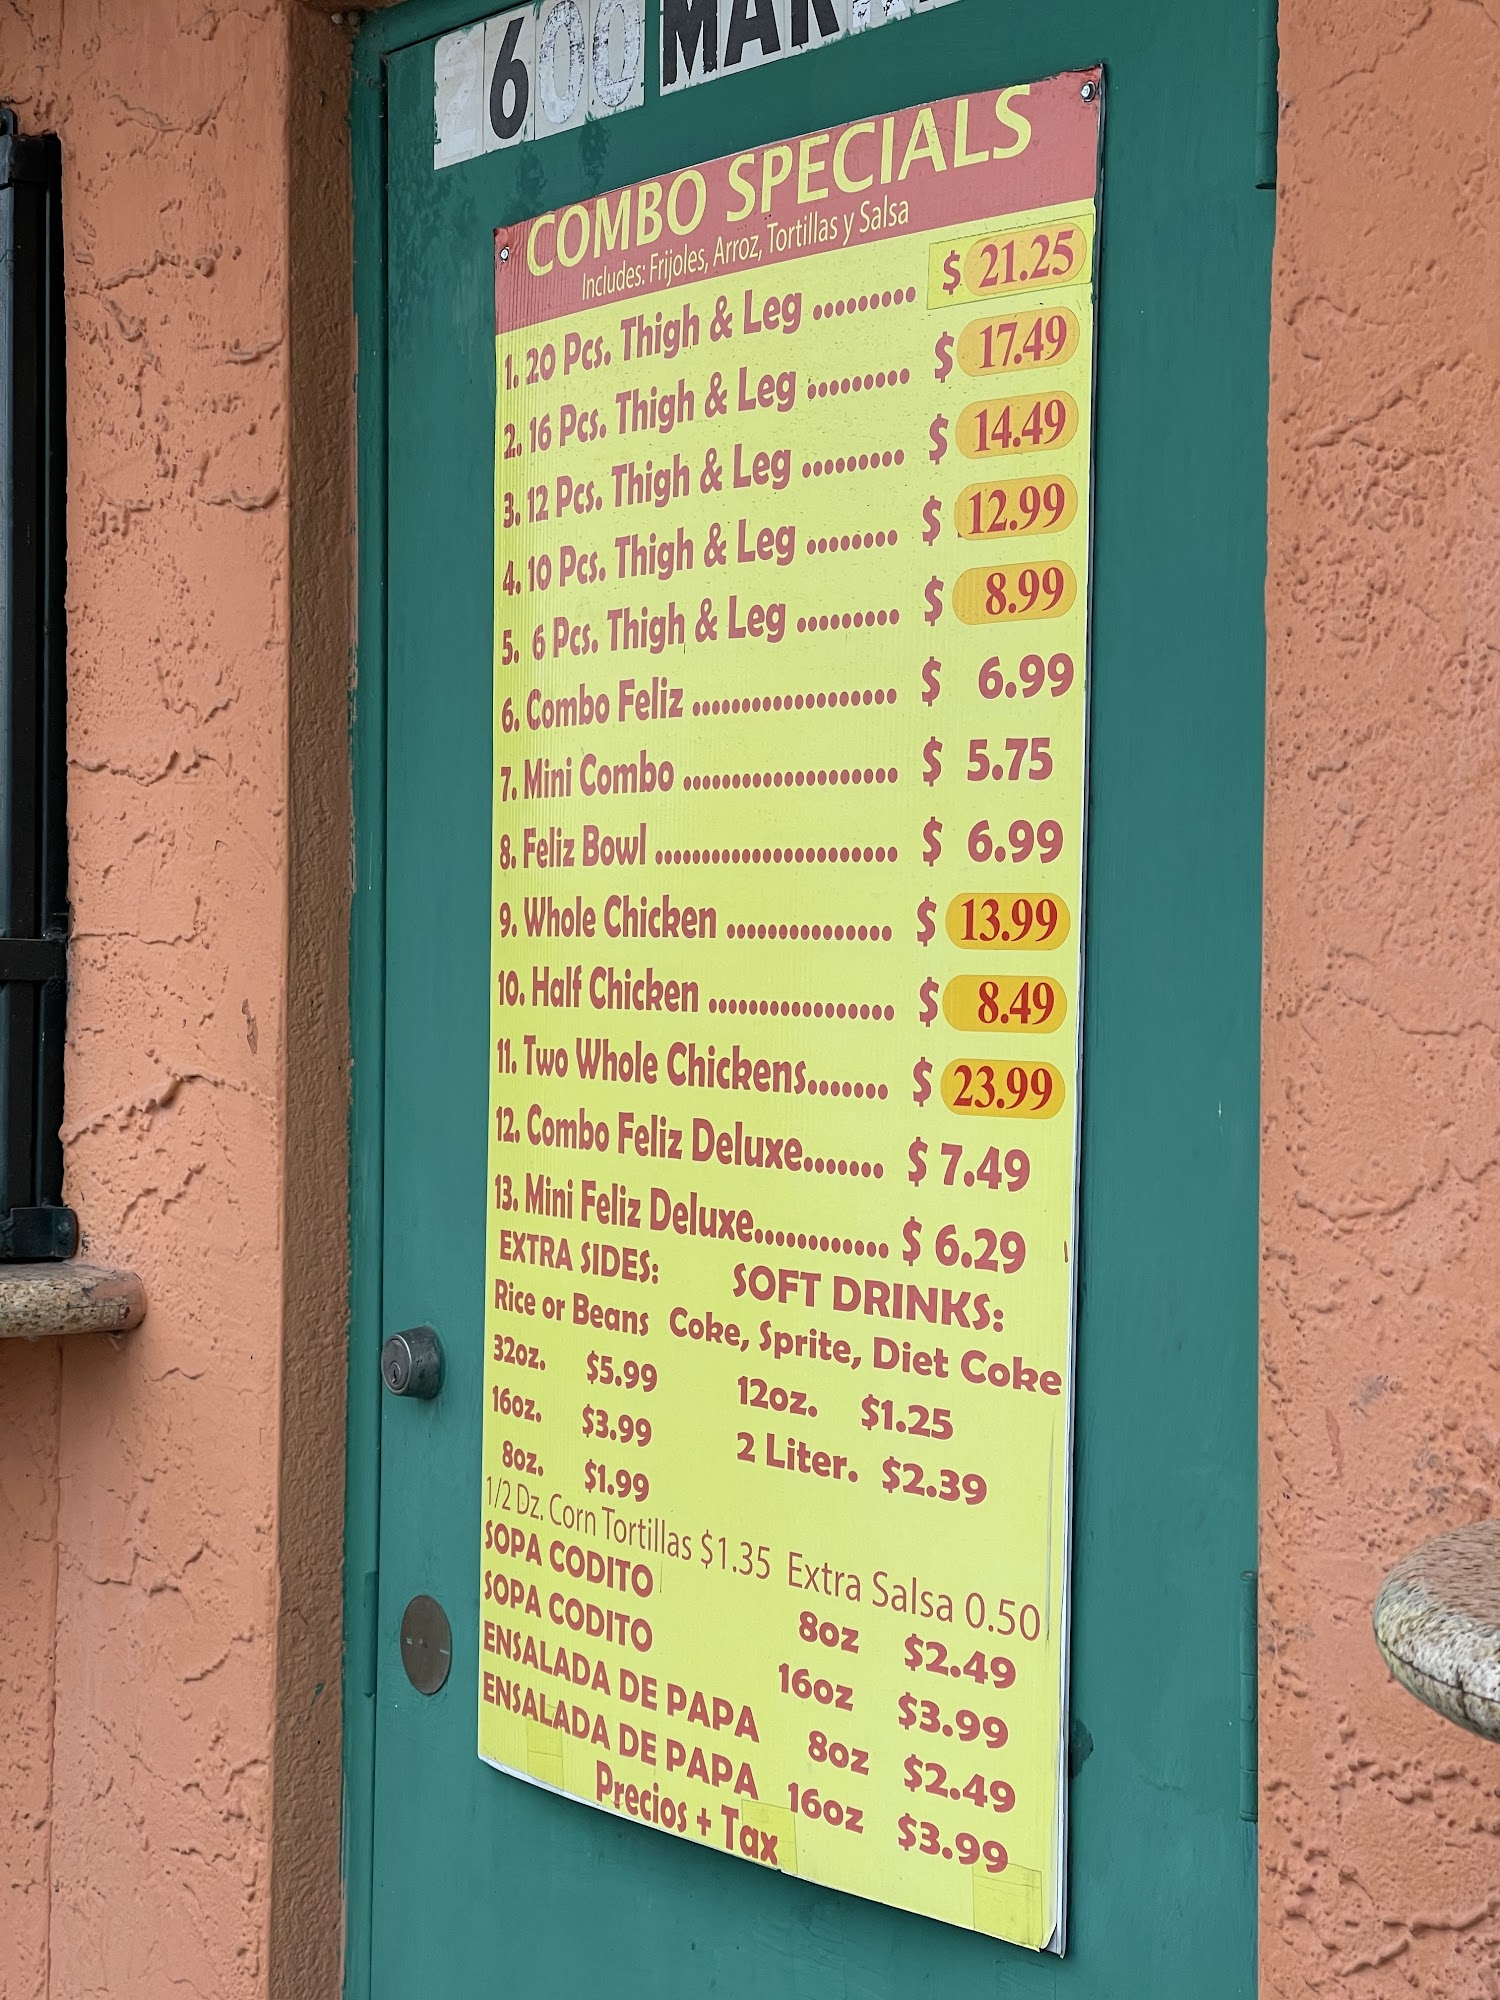 600 MAR
COMBO SPECIALS
Includes: Frijoles, Arroz, Tortillas y Salsa
1. 20 Pcs. Thigh & Leg ......... $ 21.25
2. 16 Pcs. Thigh & Leg ......... $ 17.49
3. 12 Pcs. Thigh & Leg ......... $ 14.49
4. 10 Pcs. Thigh & Leg ........ $ 12.99
5. 6 Pcs. Thigh & Leg ......... $ 8.99
6. Combo Feliz ................... $ 6.99
7. Mini Combo .................... $ 5.75
8. Feliz Bowl ....................... $ 6.99
9. Whole Chicken ............... $ 13.99
10. Half Chicken ................. $ 8.49
11. Two Whole Chickens....... $ 23.99
12. Combo Feliz Deluxe....... $ 7.49
13. Mini Feliz Deluxe............ $ 6.29
EXTRA SIDES:
Rice or Beans
32oz. $5.99
16oz. $3.99
8oz. $1.99
SOFT DRINKS:
Coke, Sprite, Diet Coke
12oz. $1.25
2 Liter. $2.39
1/2 Dz. Corn Tortillas $1.35 Extra Salsa 0.50
SOPA CODITO 8oz $2.49
SOPA CODITO 16oz $3.99
ENSALADA DE PAPA 8oz $2.49
ENSALADA DE PAPA 16oz $3.99
Precios + Tax